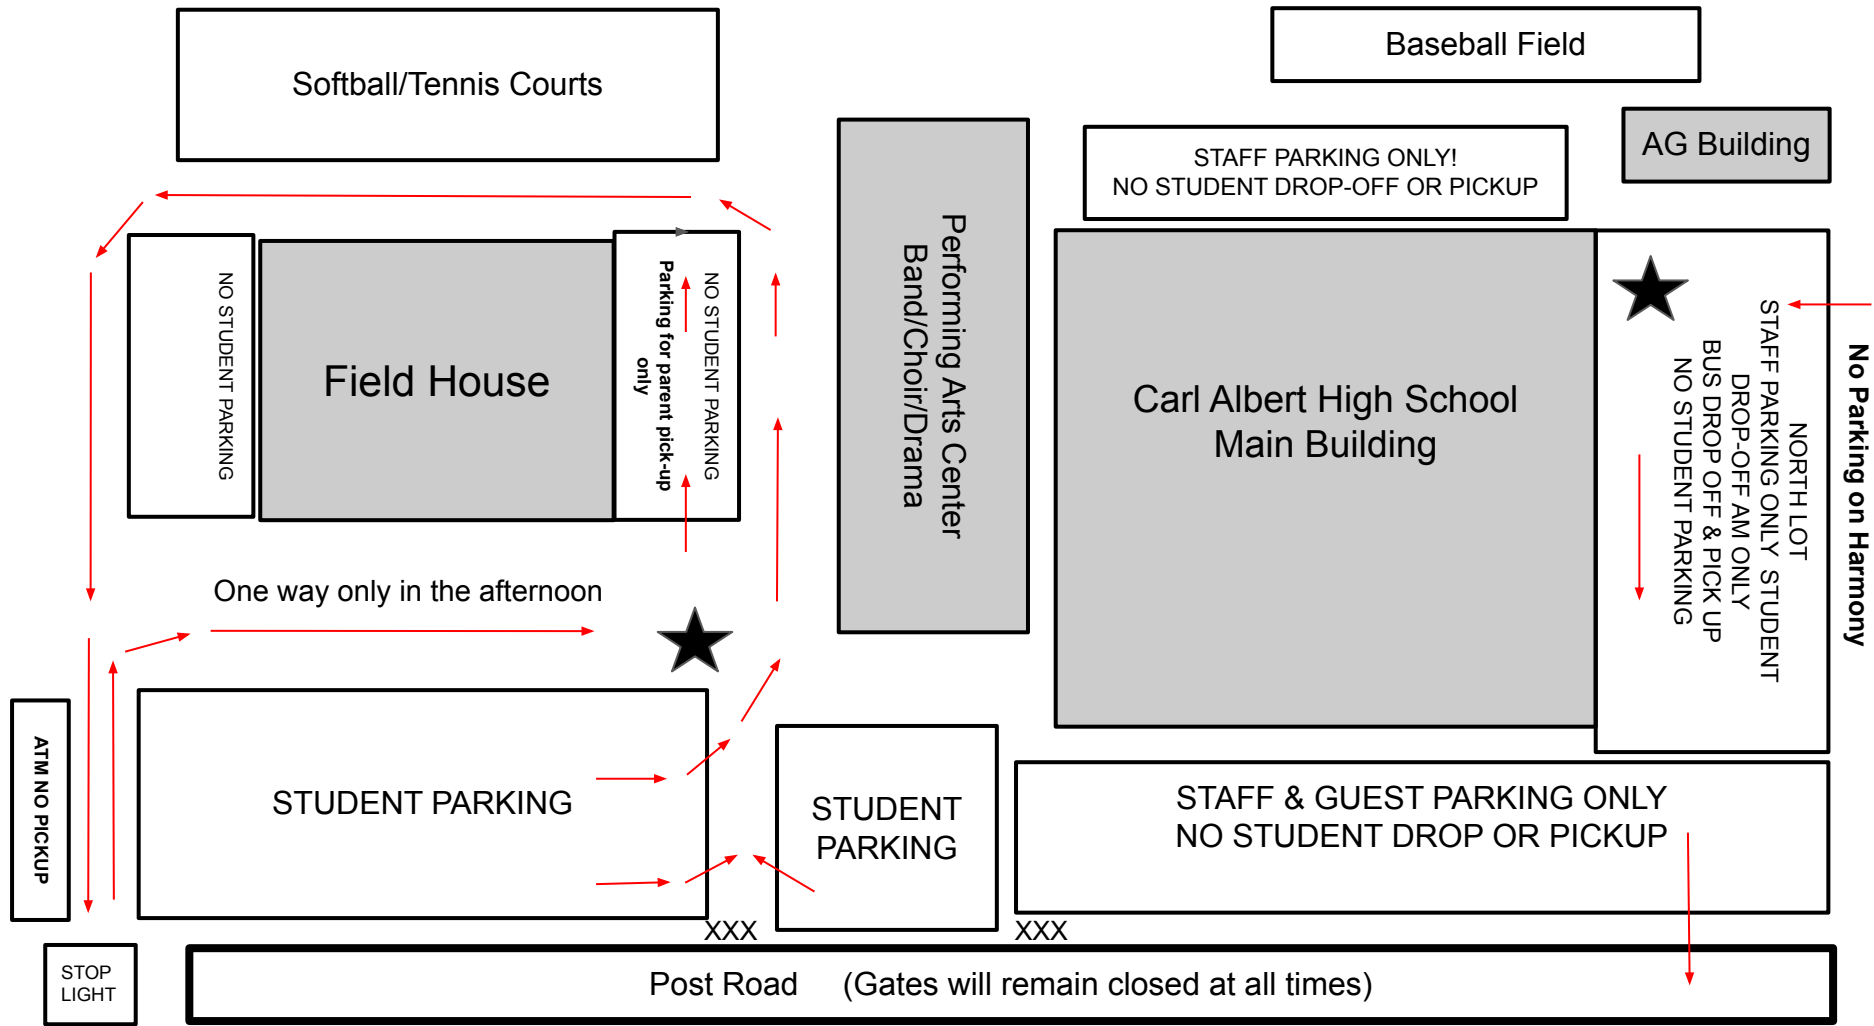 Softball/Tennis Courts
Baseball Field
AG Building
STAFF PARKING ONLY!
NO STUDENT DROP-OFF OR PICKUP
NO STUDENT PARKING
Field House
NO STUDENT PARKING
Parking for parent pick-up
only
Performing Arts Center
Band/Choir/Drama
Carl Albert High School
Main Building
NORTH LOT
STAFF PARKING ONLY STUDENT
DROP-OFF AM ONLY
BUS DROP OFF & PICK UP
NO STUDENT PARKING
No Parking on Harmony
One way only in the afternoon
ATM NO PICKUP
STUDENT PARKING
STUDENT
PARKING
STAFF & GUEST PARKING ONLY
NO STUDENT DROP OR PICKUP
XXX
XXX
STOP
LIGHT
Post Road (Gates will remain closed at all times)